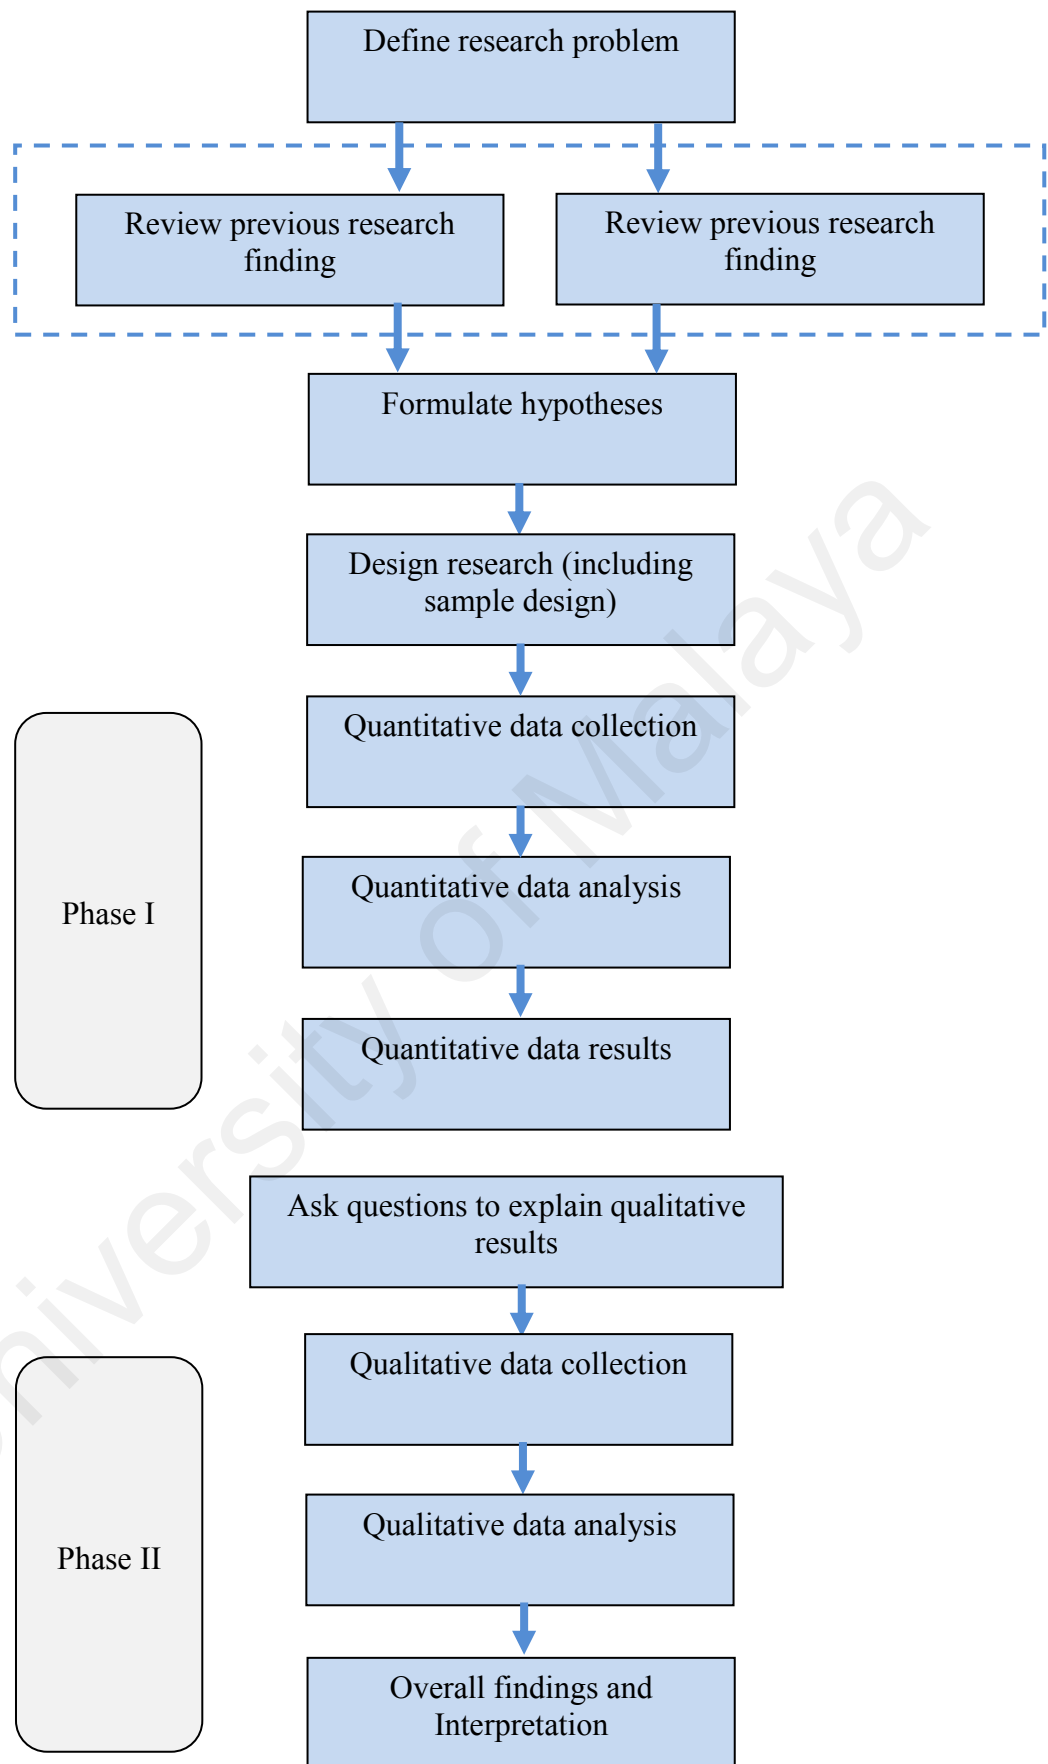 Define research problem
Review previous research
finding
Review previous research
finding
Formulate hypotheses
Design research (including
sample design)
Quantitative data collection
Quantitative data analysis
Phase I
Quantitative data results
Ask questions to explain qualitative
results
Qualitative data collection
Qualitative data analysis
Phase II
Overall findings and
Interpretation
University of Malaya